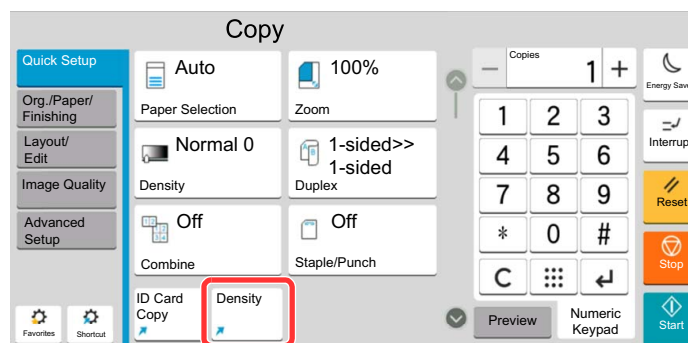 Copy
Quick Setup
Org./Paper/
Finishing
Layout/
Edit
Image Quality
Advanced
Setup
Favorites
Shortcut
Auto
Paper Selection
100%
Zoom
Normal 0
Density
1-sided>>
1-sided
Duplex
Off
Combine
Off
Staple/Punch
ID Card
Copy
Density
Copies
− 1 +
1 2 3
4 5 6
7 8 9
* 0 #
C
Preview
Numeric
Keypad
Energy Save
Interrup
Reset
Stop
Start